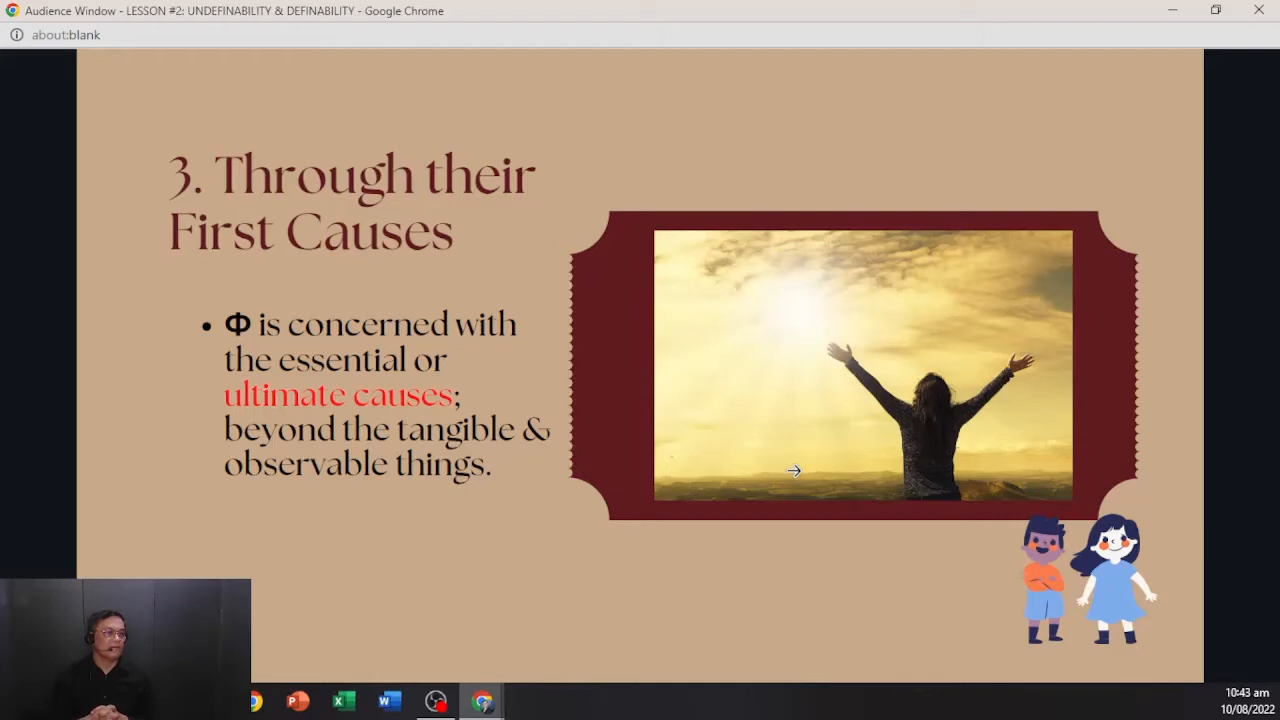 Audience Window - LESSON #2: UNDEFINABILITY & DEFINABILITY - Google Chrome
about:blank
3. Through their
First Causes
• Φ is concerned with
the essential or
ultimate causes;
beyond the tangible &
observable things.
10:43 am
10/08/2022